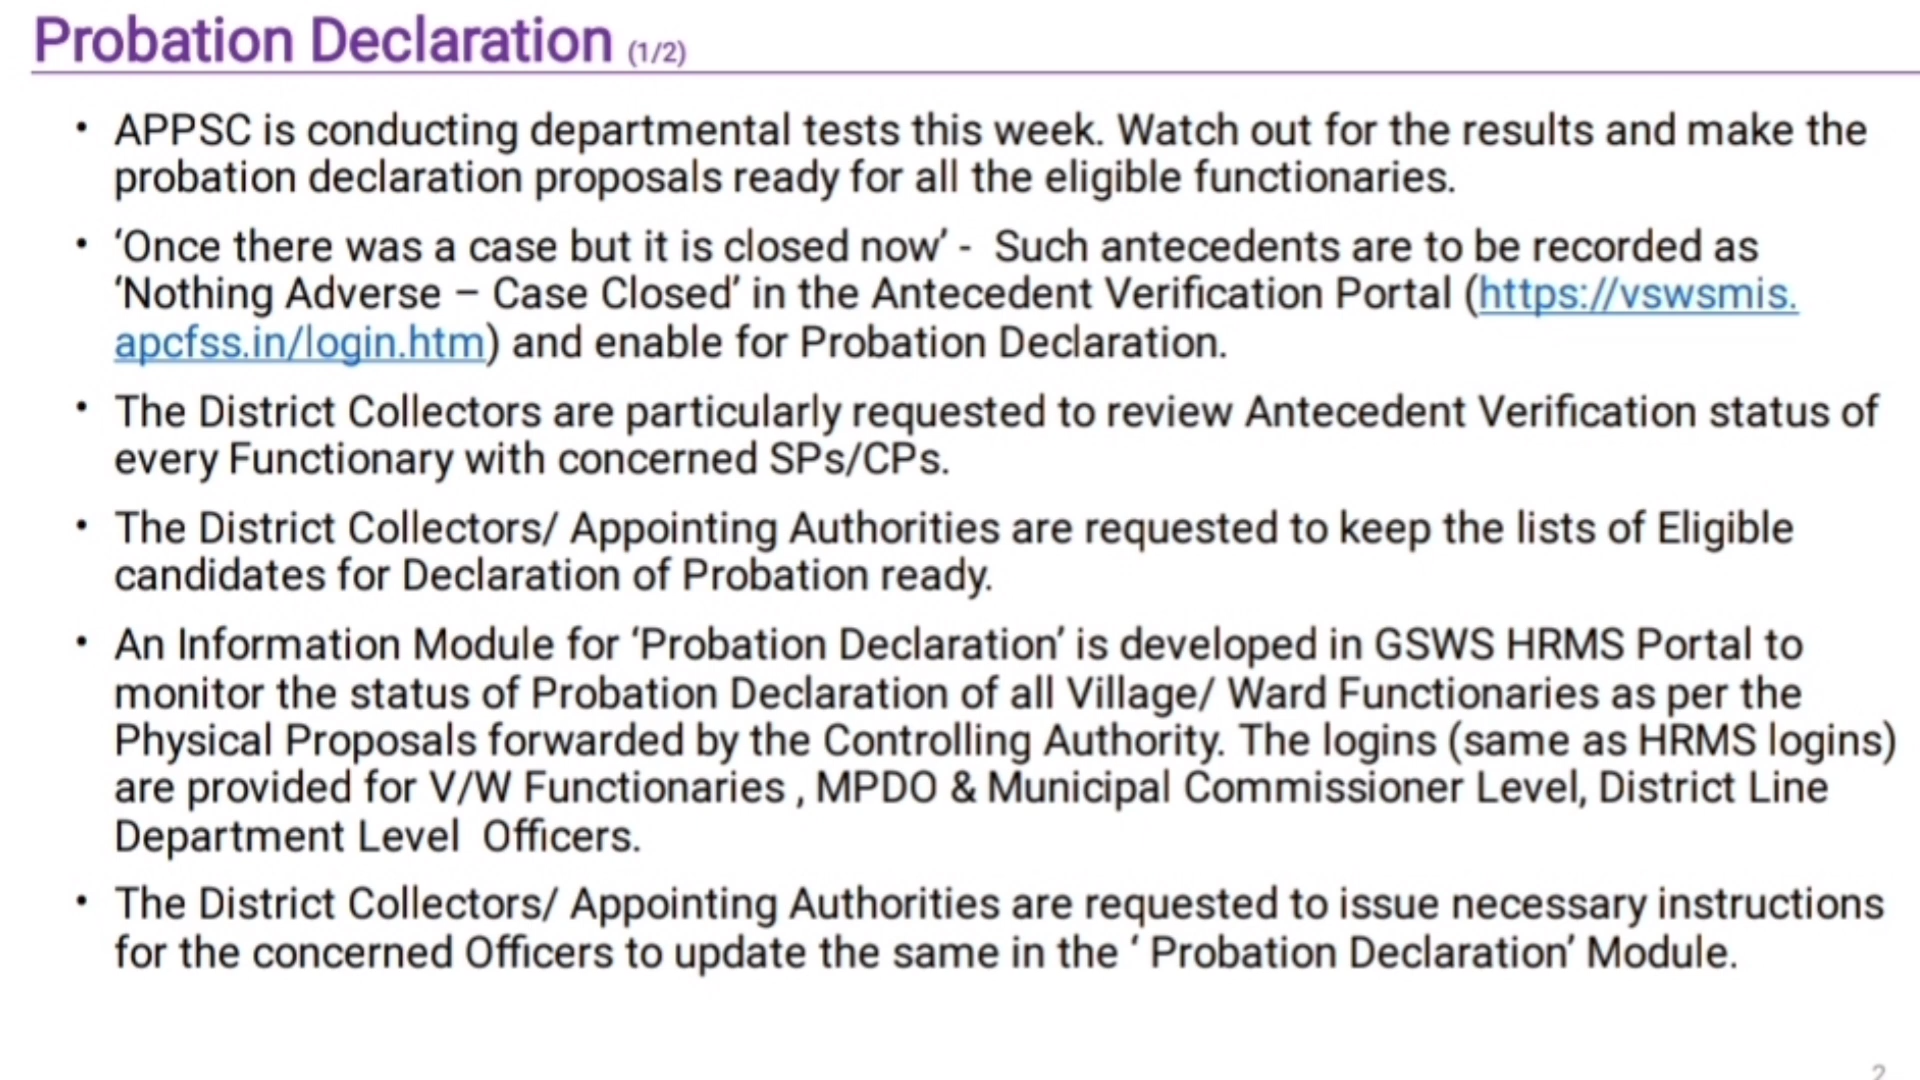 Probation Declaration (1/2)
• APPSC is conducting departmental tests this week. Watch out for the results and make the
probation declaration proposals ready for all the eligible functionaries.
• ‘Once there was a case but it is closed now’ -  Such antecedents are to be recorded as
‘Nothing Adverse – Case Closed’ in the Antecedent Verification Portal (https://vswsmis.
apcfss.in/login.htm) and enable for Probation Declaration.
• The District Collectors are particularly requested to review Antecedent Verification status of
every Functionary with concerned SPs/CPs.
• The District Collectors/ Appointing Authorities are requested to keep the lists of Eligible
candidates for Declaration of Probation ready.
• An Information Module for ‘Probation Declaration’ is developed in GSWS HRMS Portal to
monitor the status of Probation Declaration of all Village/ Ward Functionaries as per the
Physical Proposals forwarded by the Controlling Authority. The logins (same as HRMS logins)
are provided for V/W Functionaries , MPDO & Municipal Commissioner Level, District Line
Department Level  Officers.
• The District Collectors/ Appointing Authorities are requested to issue necessary instructions
for the concerned Officers to update the same in the ‘ Probation Declaration’ Module.
2